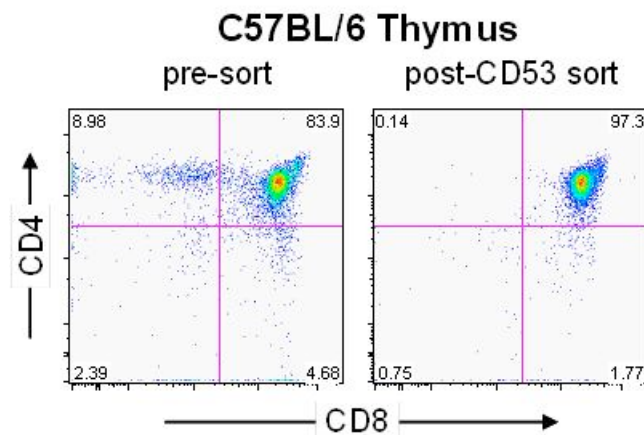 C57BL/6 Thymus
pre-sort post-CD53 sort
8.98 83.9 0.14 97.3
CD4
2.39 4.68 0.75 1.77
CD8